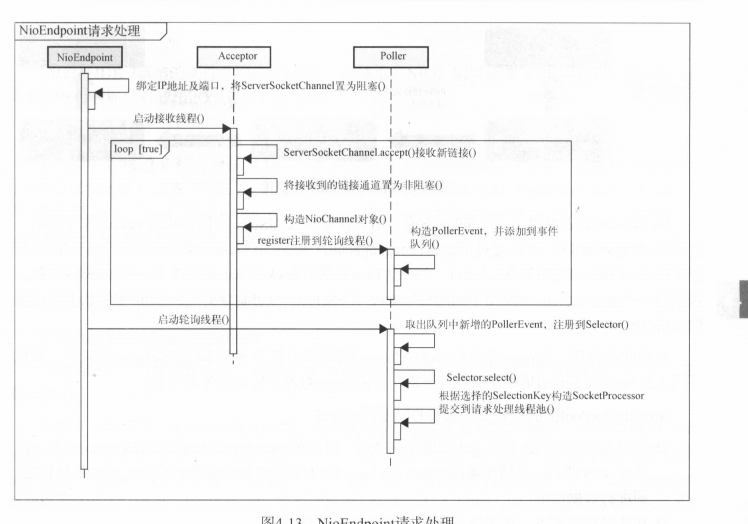 NioEndpoint请求处理
NioEndpoint
Acceptor
Poller
绑定IP地址及端口，将ServerSocketChannel置为阻塞()
启动接收线程()
loop [true]
ServerSocketChannel.accept()接收新链接()
将接收到的链接通道置为非阻塞()
构造NioChannel对象()
register注册到轮询线程()
构造PollerEvent，并添加到事件
队列()
启动轮询线程()
取出队列中新增的PollerEvent，注册到Selector()
Selector.select()
根据选择的SelectionKey构造SocketProcessor
提交到请求处理线程池()
图4-13 NioEndpoint请求处理